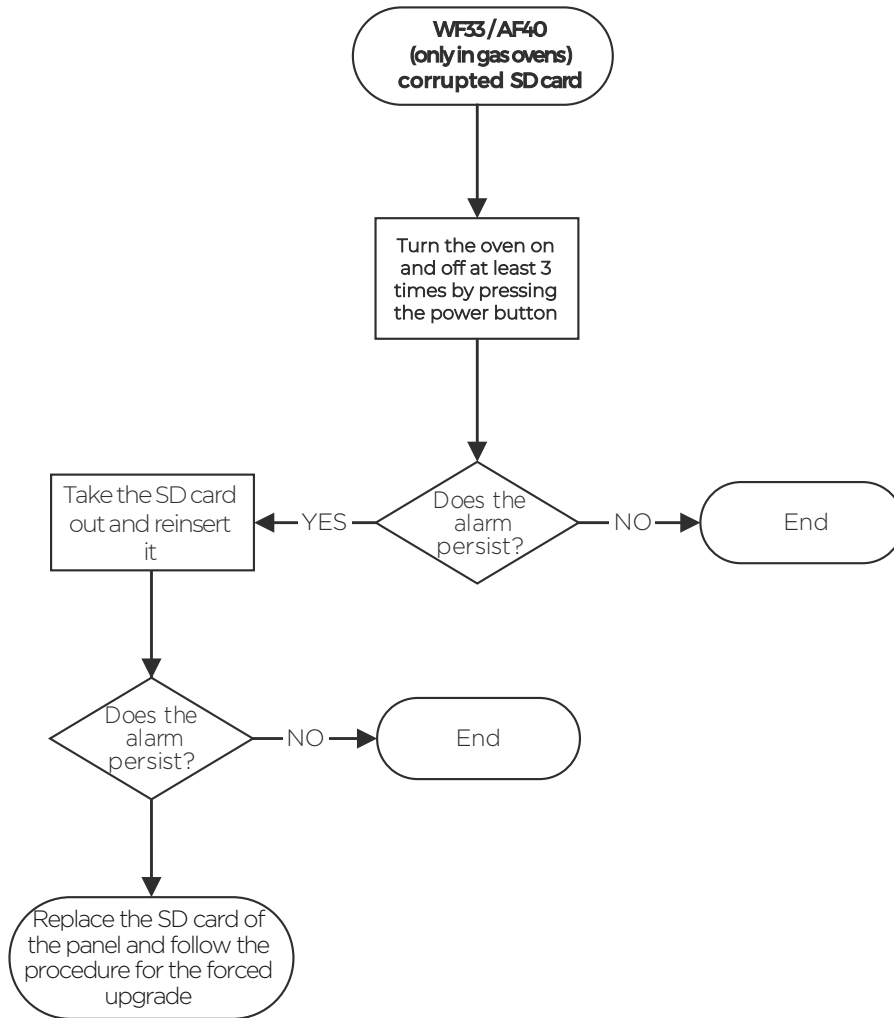 WF33 / AF40
(only in gas ovens)
corrupted SD card
Turn the oven on
and off at least 3
times by pressing
the power button
Does the
alarm
persist?
YES
NO
End
Take the SD card
out and reinsert
it
Does the
alarm
persist?
NO
End
Replace the SD card of
the panel and follow the
procedure for the forced
upgrade